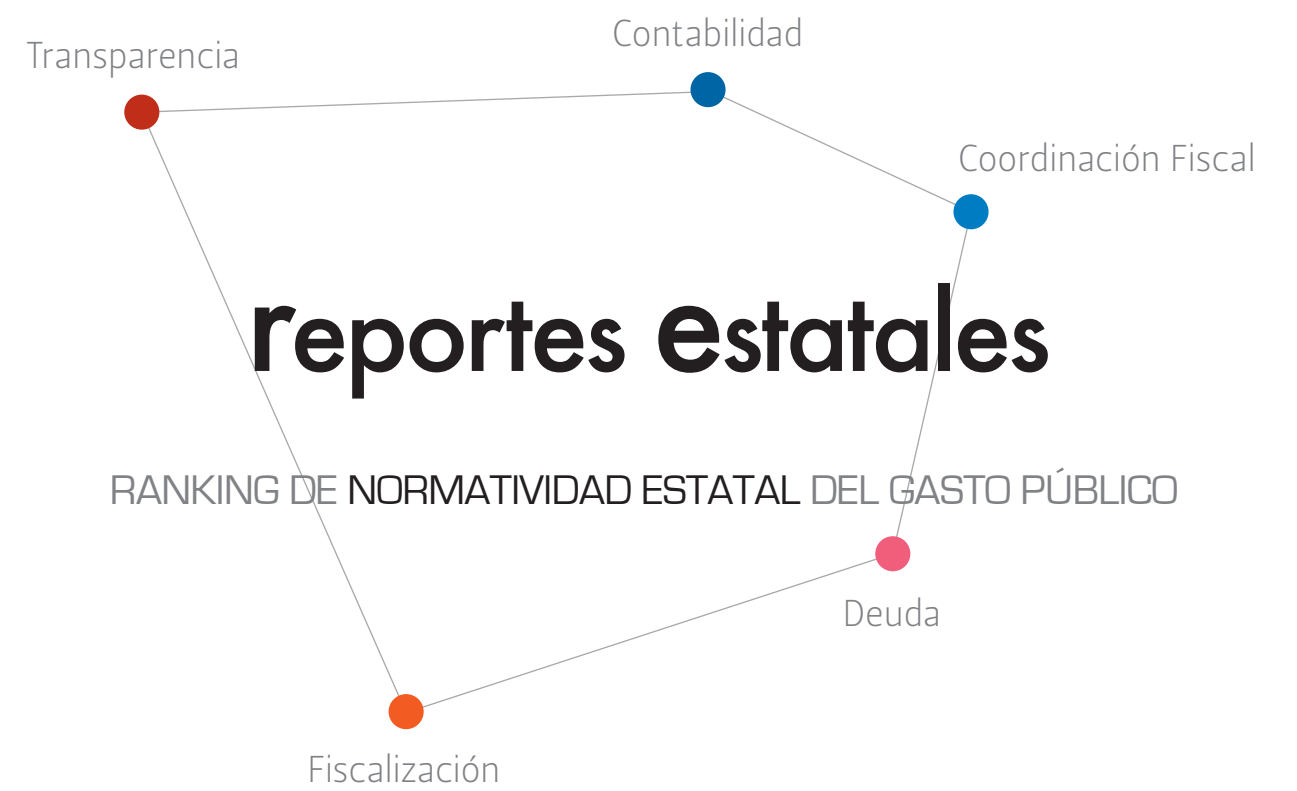 Contabilidad
Transparencia
Coordinación Fiscal
reportes estatales
RANKING DE NORMATIVIDAD ESTATAL DEL GASTO PÚBLICO
Deuda
Fiscalización